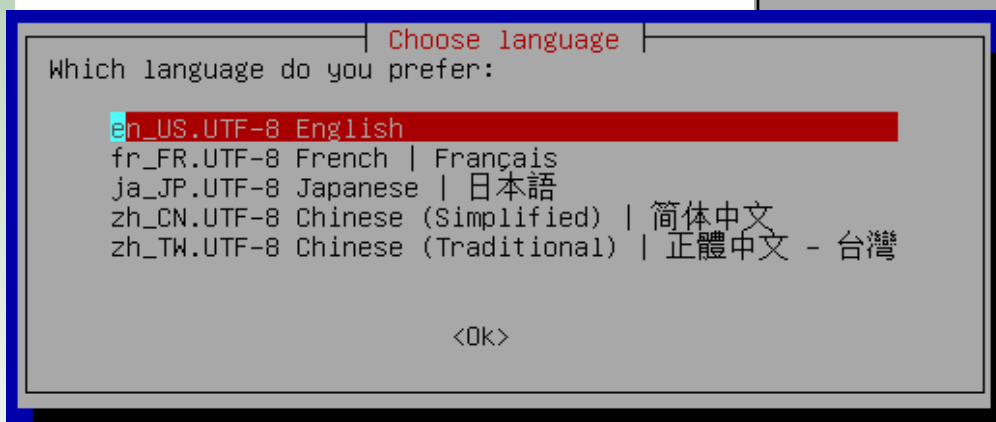 Choose language
Which language do you prefer:
en_US.UTF-8 English
fr_FR.UTF-8 French | Français
ja_JP.UTF-8 Japanese | 日本語
zh_CN.UTF-8 Chinese (Simplified) | 简体中文
zh_TW.UTF-8 Chinese (Traditional) | 正體中文 - 台灣
<Ok>